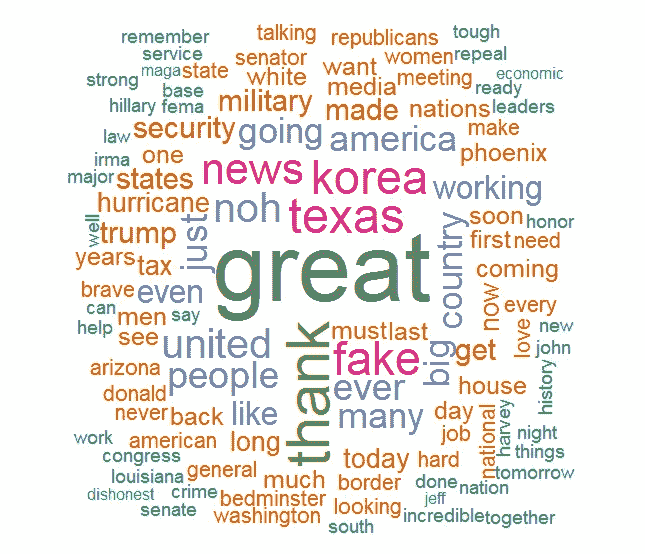 remember talking republicans tough
service senator women repeal
strong maga state white want media meeting economic
base ready
hillary fema military made nations leaders
law security going america make
irma one news korea phoenix
major states working
hurricane noh texas soon honor
well trump just great country first need
years tax coming
brave even now every
can men say love new
help see united thank must last big get john
arizona people fake history
donald ever house
never back like many day national harvey
work american long job night
congress today hard things
louisiana general much border done tomorrow
dishonest crime bedminster looking jeff nation
senate washington south incredible together